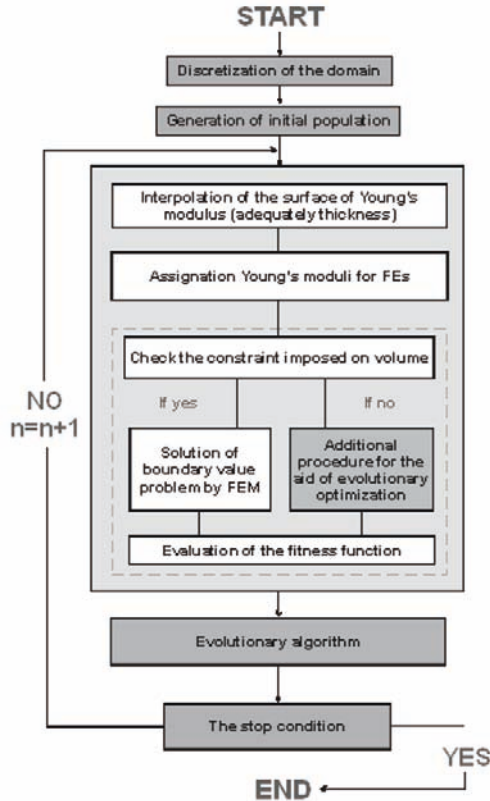 START
Discretization of the domain
Generation of initial population
Interpolation of the surface of Young's
modulus (adequately thickness)
Assignation Young's moduli for FEs
Check the constraint imposed on volume
If yes
If no
NO
n=n+1
Solution of
boundary value
problem by FEM
Additional
procedure for the
aid of evolutionary
optimization
Evaluation of the fitness function
Evolutionary algorithm
The stop condition
YES
END